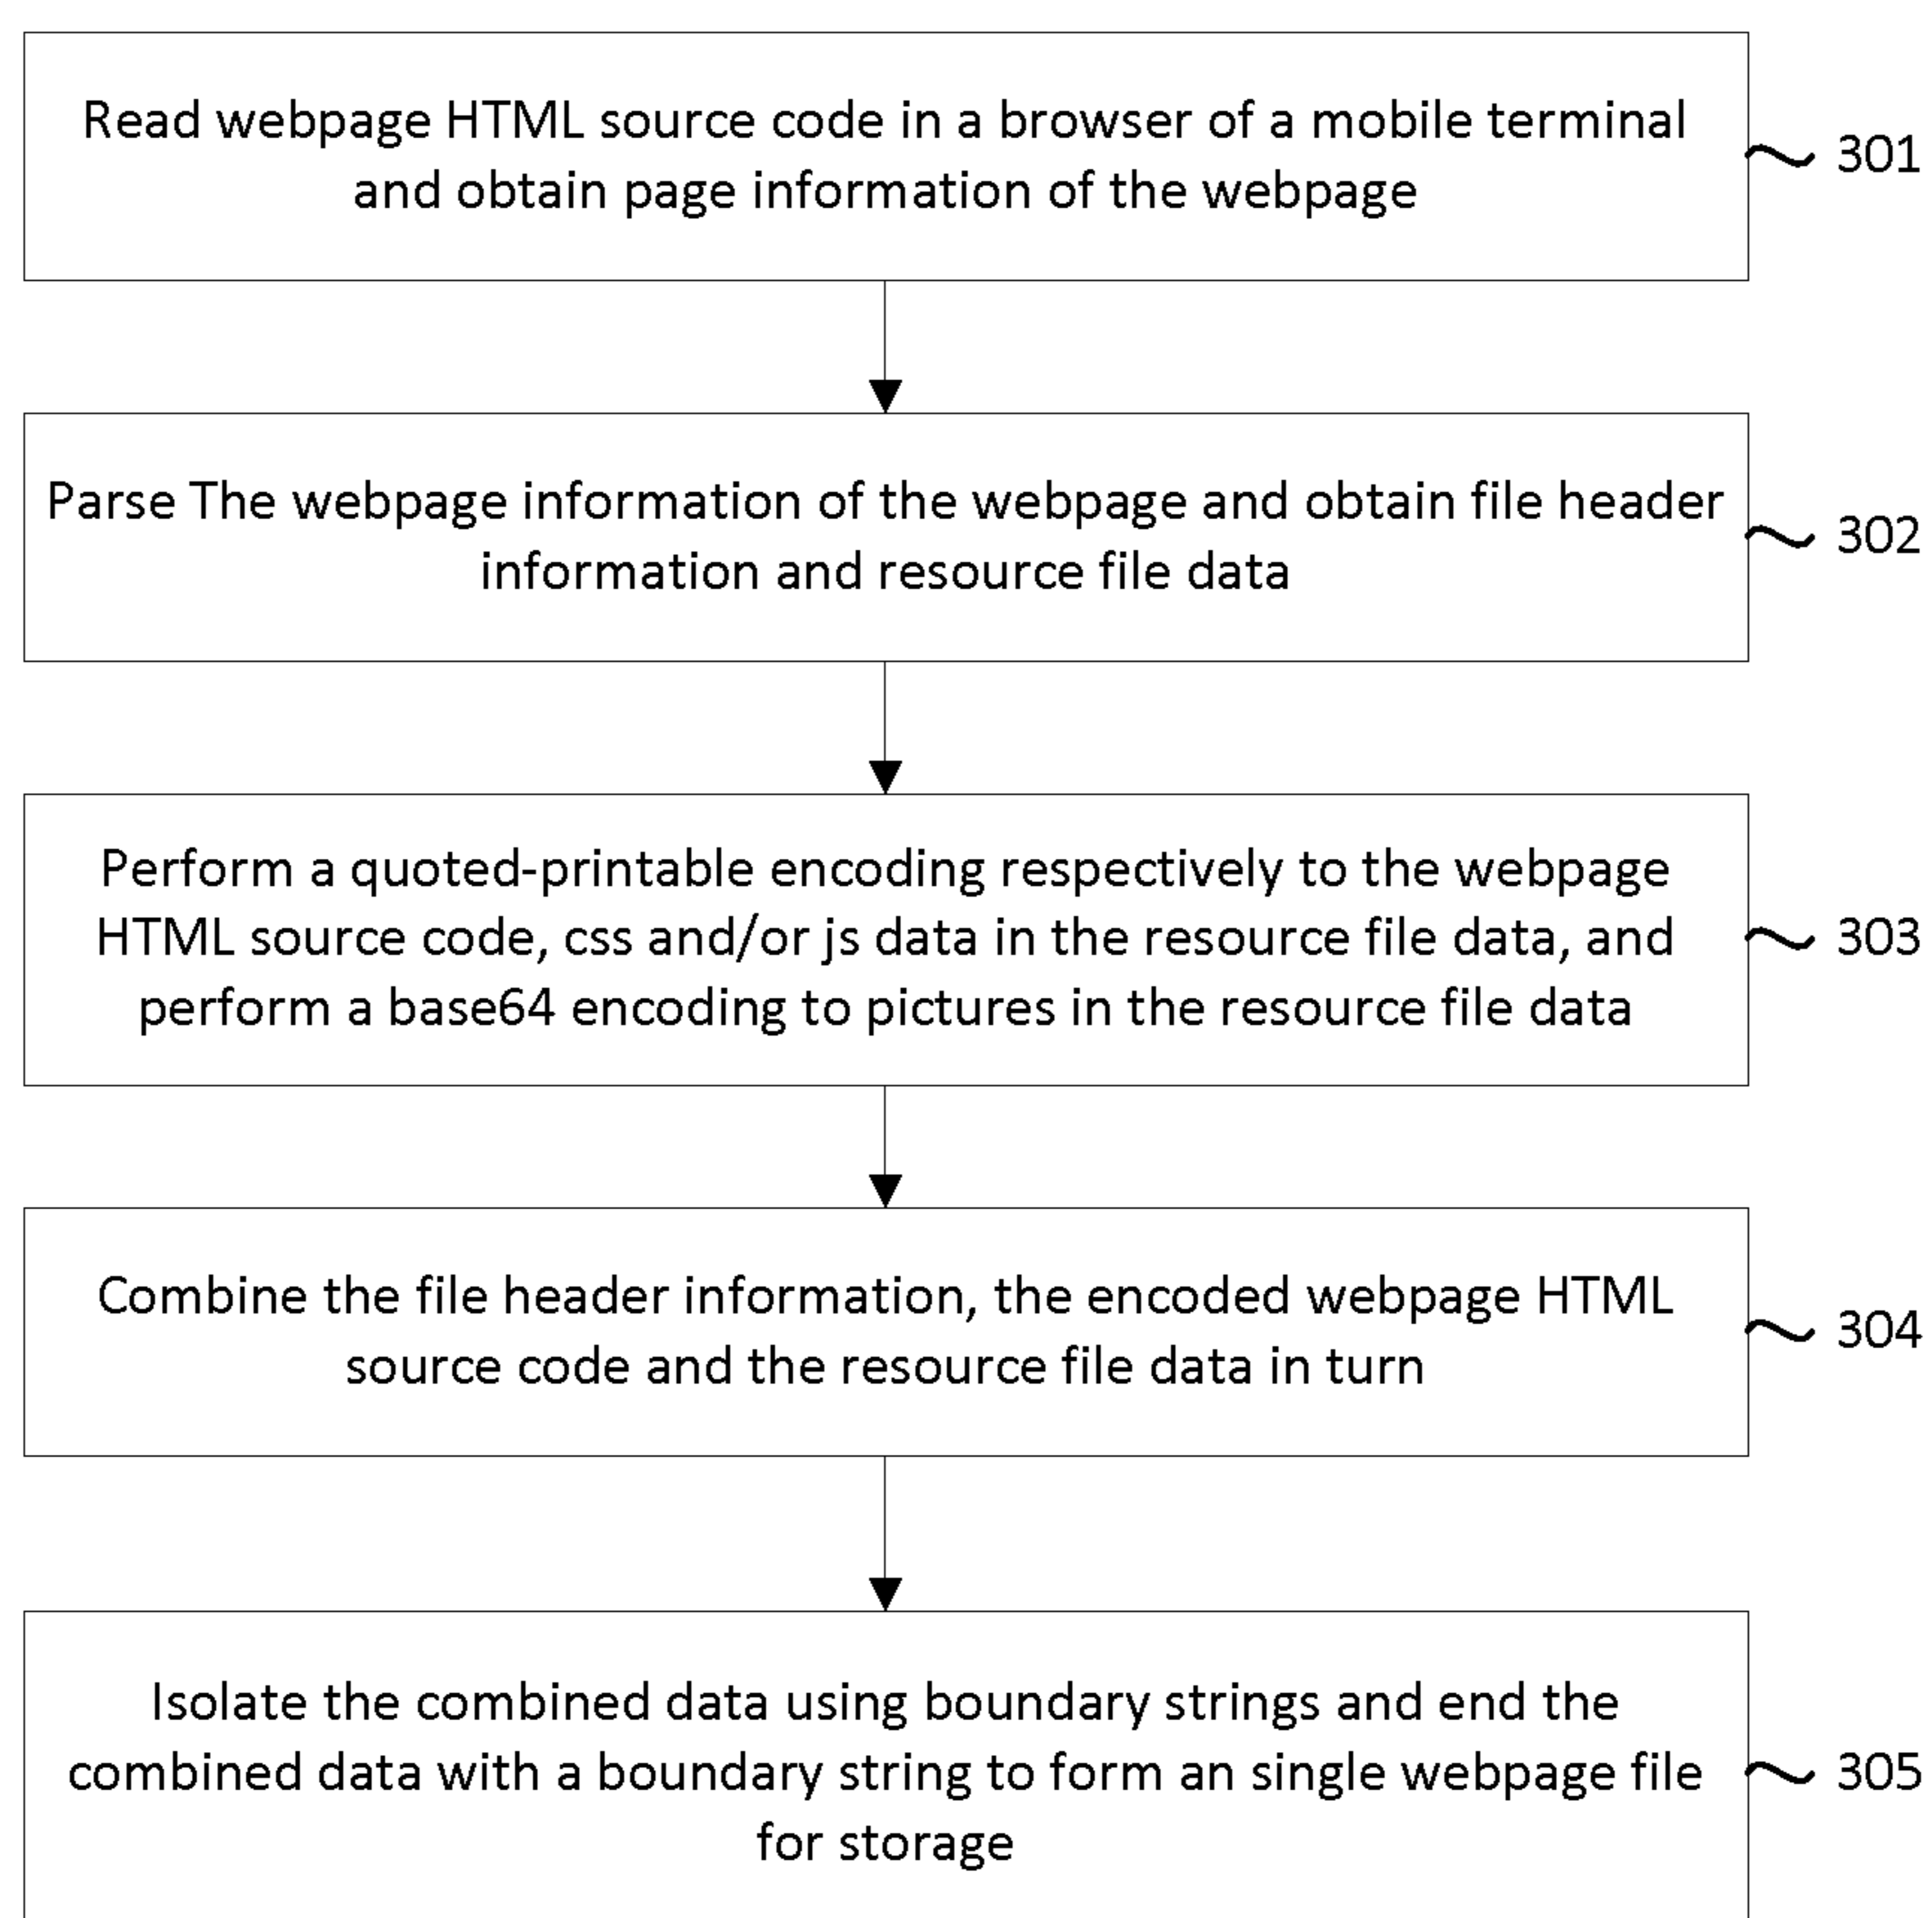 Read webpage HTML source code in a browser of a mobile terminal
and obtain page information of the webpage
301
Parse The webpage information of the webpage and obtain file header
information and resource file data
302
Perform a quoted-printable encoding respectively to the webpage
HTML source code, css and/or js data in the resource file data, and
perform a base64 encoding to pictures in the resource file data
303
Combine the file header information, the encoded webpage HTML
source code and the resource file data in turn
304
Isolate the combined data using boundary strings and end the
combined data with a boundary string to form an single webpage file
for storage
305